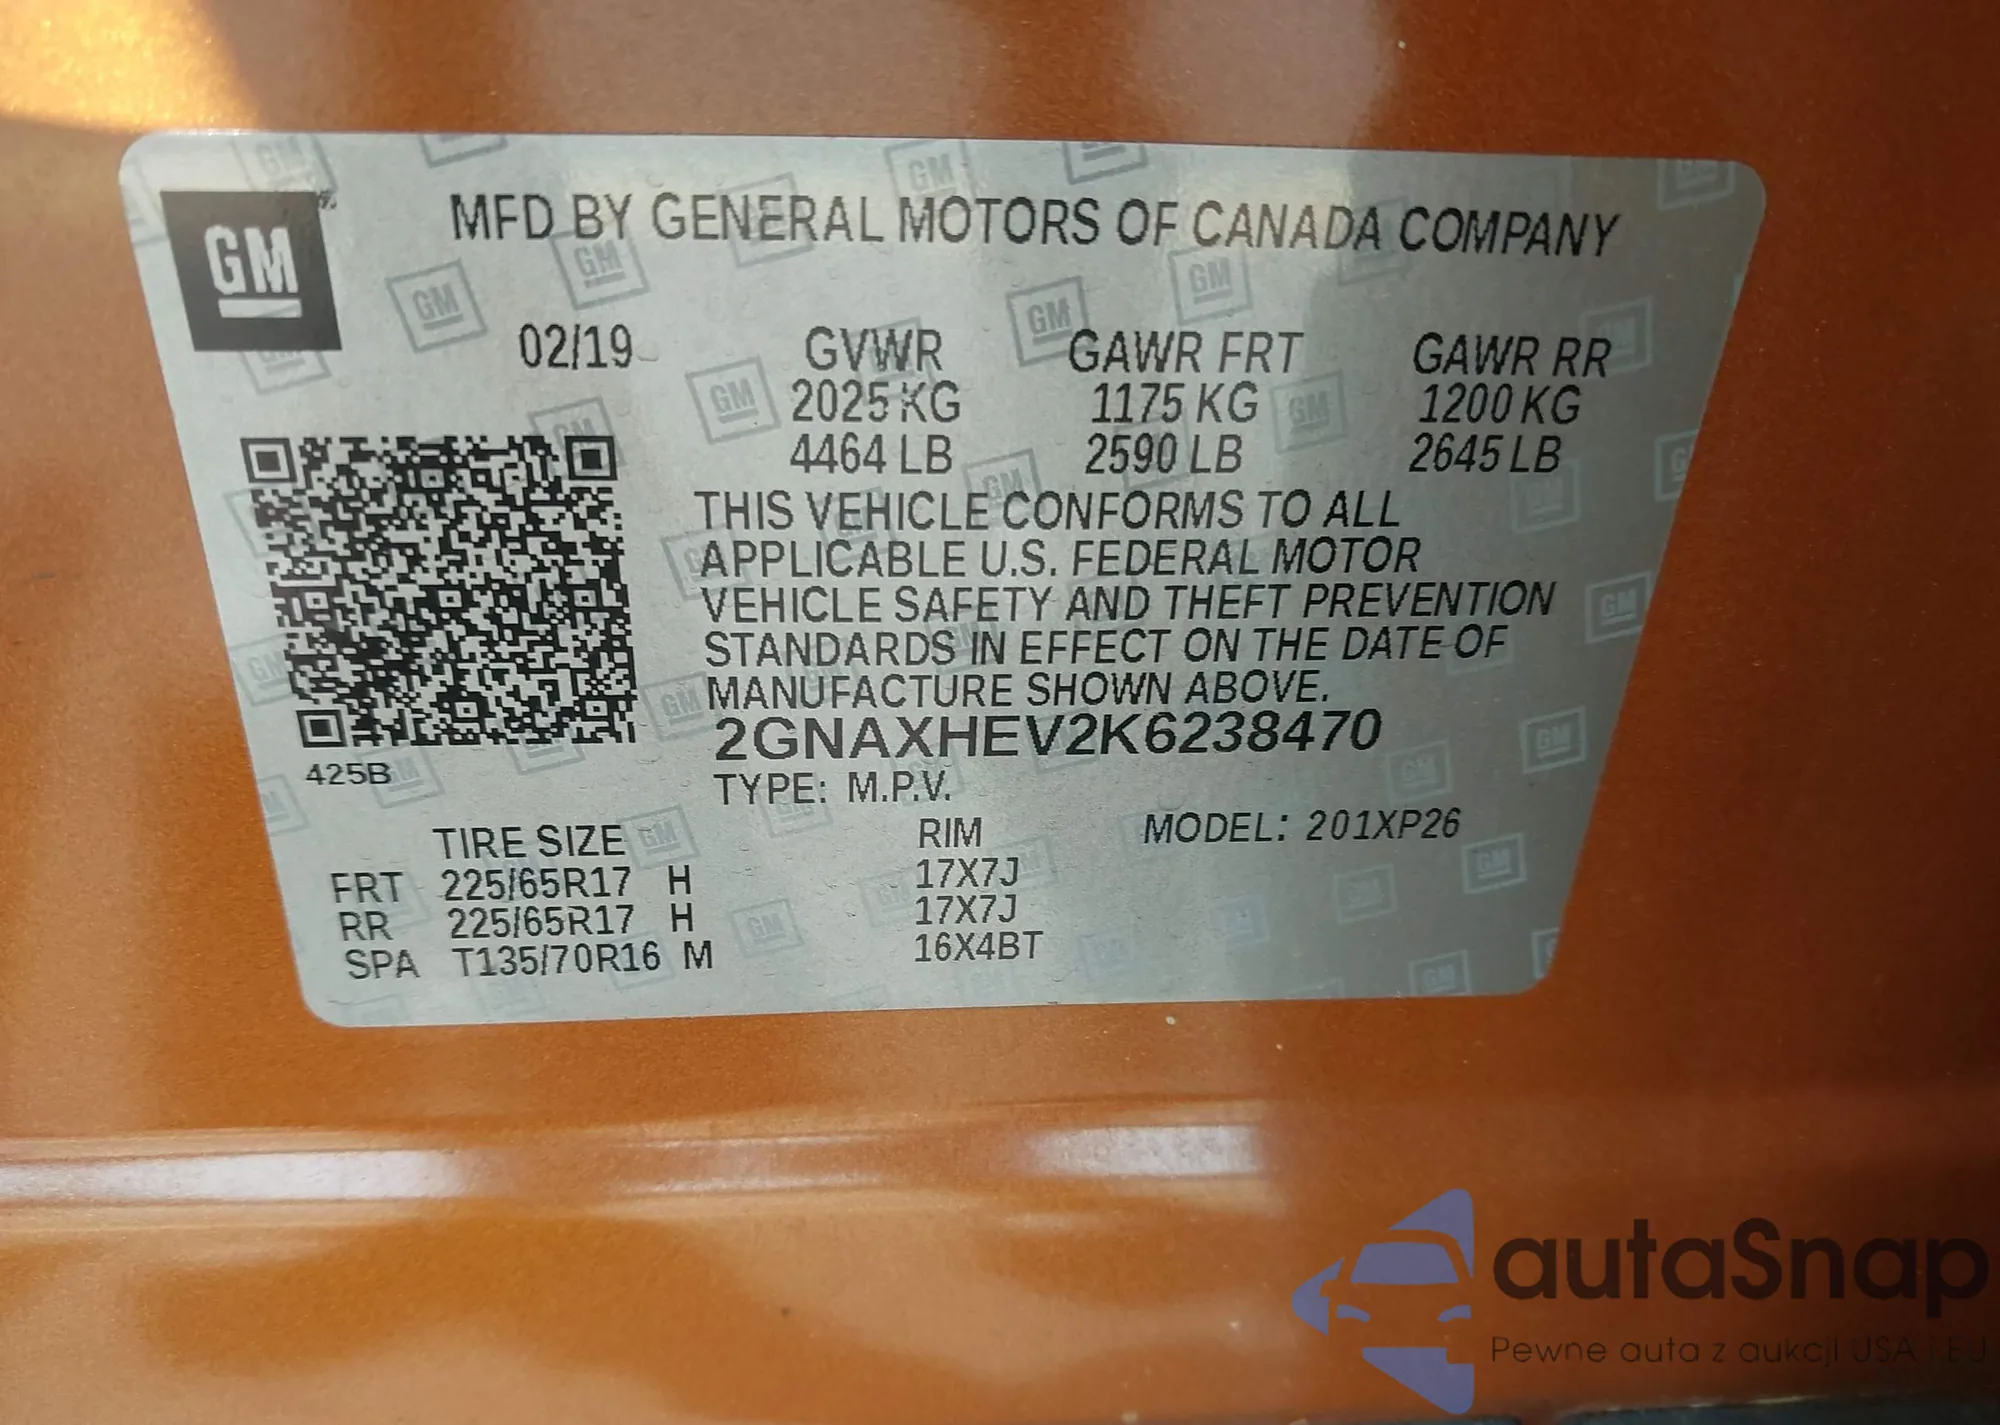 GM
MFD BY GENERAL MOTORS OF CANADA COMPANY
02/19 GVWR GAWR FRT GAWR RR
2025 KG 1175 KG 1200 KG
4464 LB 2590 LB 2645 LB
THIS VEHICLE CONFORMS TO ALL
APPLICABLE U.S. FEDERAL MOTOR
VEHICLE SAFETY AND THEFT PREVENTION
STANDARDS IN EFFECT ON THE DATE OF
MANUFACTURE SHOWN ABOVE.
2GNAXHEV2K6238470
425B
TYPE: M.P.V.
TIRE SIZE RIM MODEL: 201XP26
FRT 225/65R17 H 17X7J
RR 225/65R17 H 17X7J
SPA T135/70R16 M 16X4BT
autaSnap
Pewne auta z aukcji USA i EU